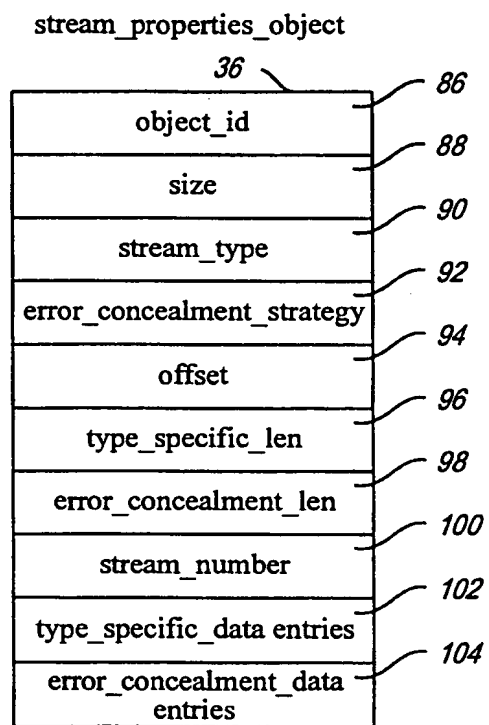 stream_properties_object
36
86
object_id
88
size
90
stream_type
92
error_concealment_strategy
94
offset
96
type_specific_len
98
error_concealment_len
100
stream_number
102
type_specific_data entries
104
error_concealment_data
entries